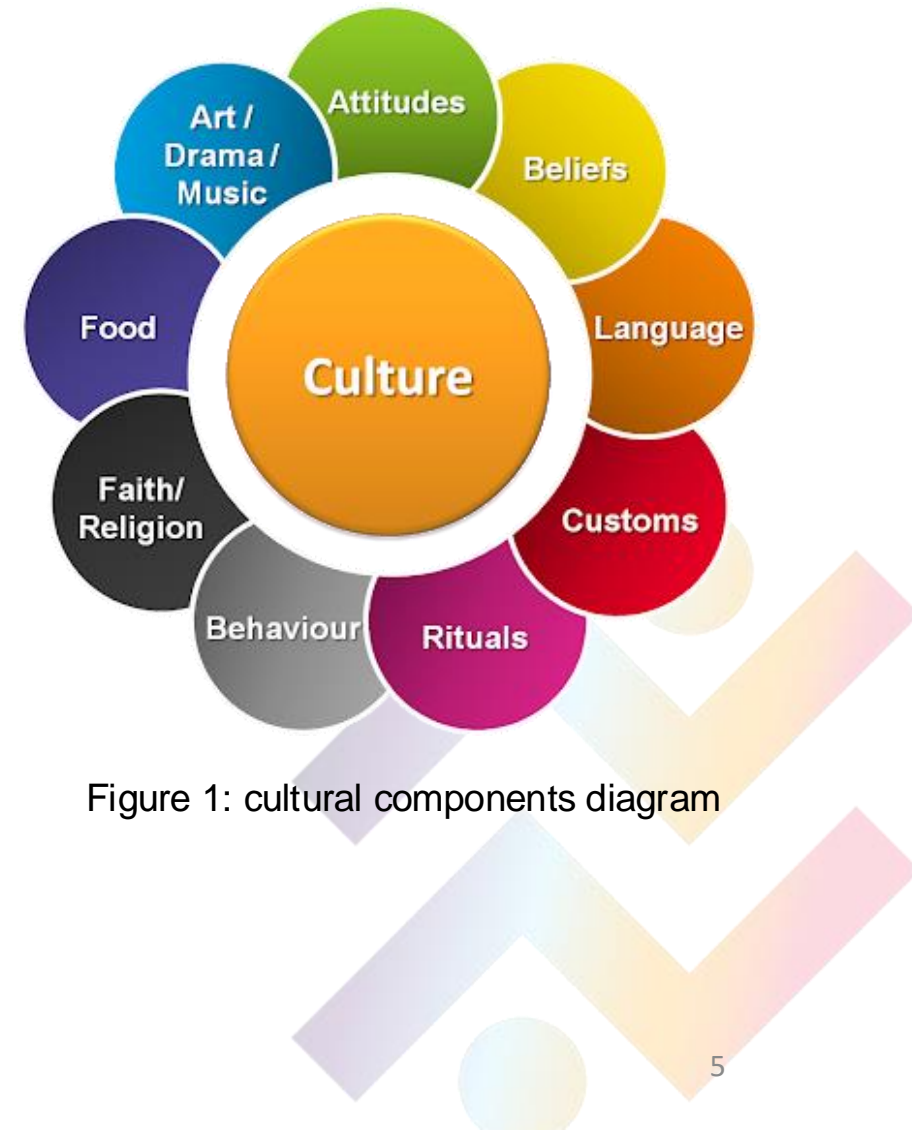 Attitudes
Beliefs
Language
Customs
Rituals
Behaviour
Faith/
Religion
Food
Art /
Drama /
Music
Culture
Figure 1: cultural components diagram
5